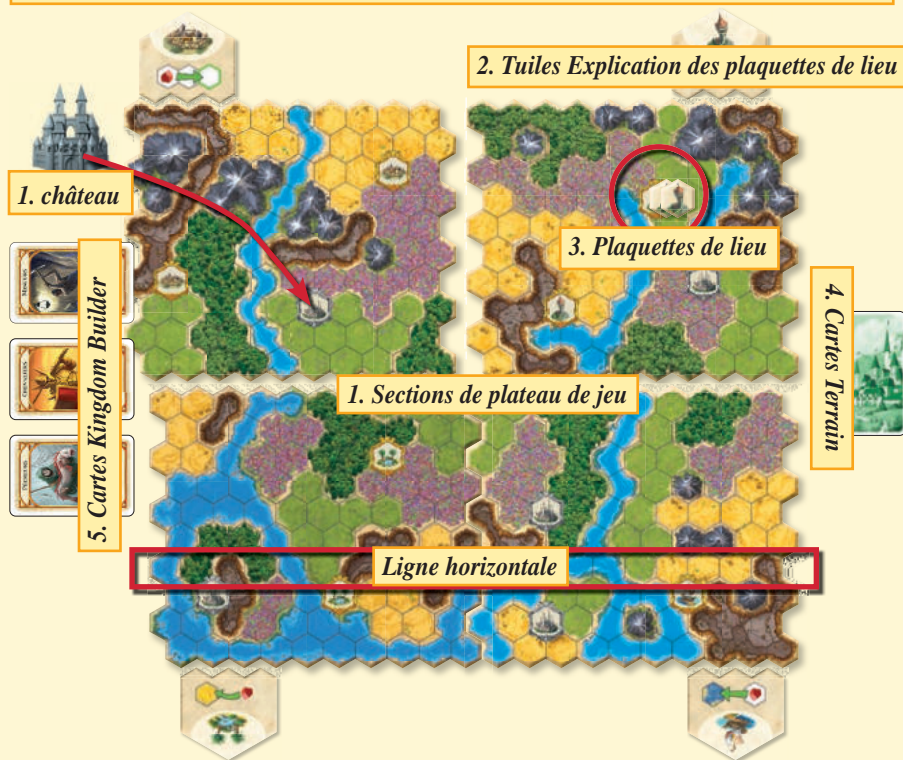 2. Tuiles Explication des plaquettes de lieu
1. château
3. Plaquettes de lieu
4. Cartes Terrain
5. Cartes Kingdom Builder
1. Sections de plateau de jeu
Ligne horizontale